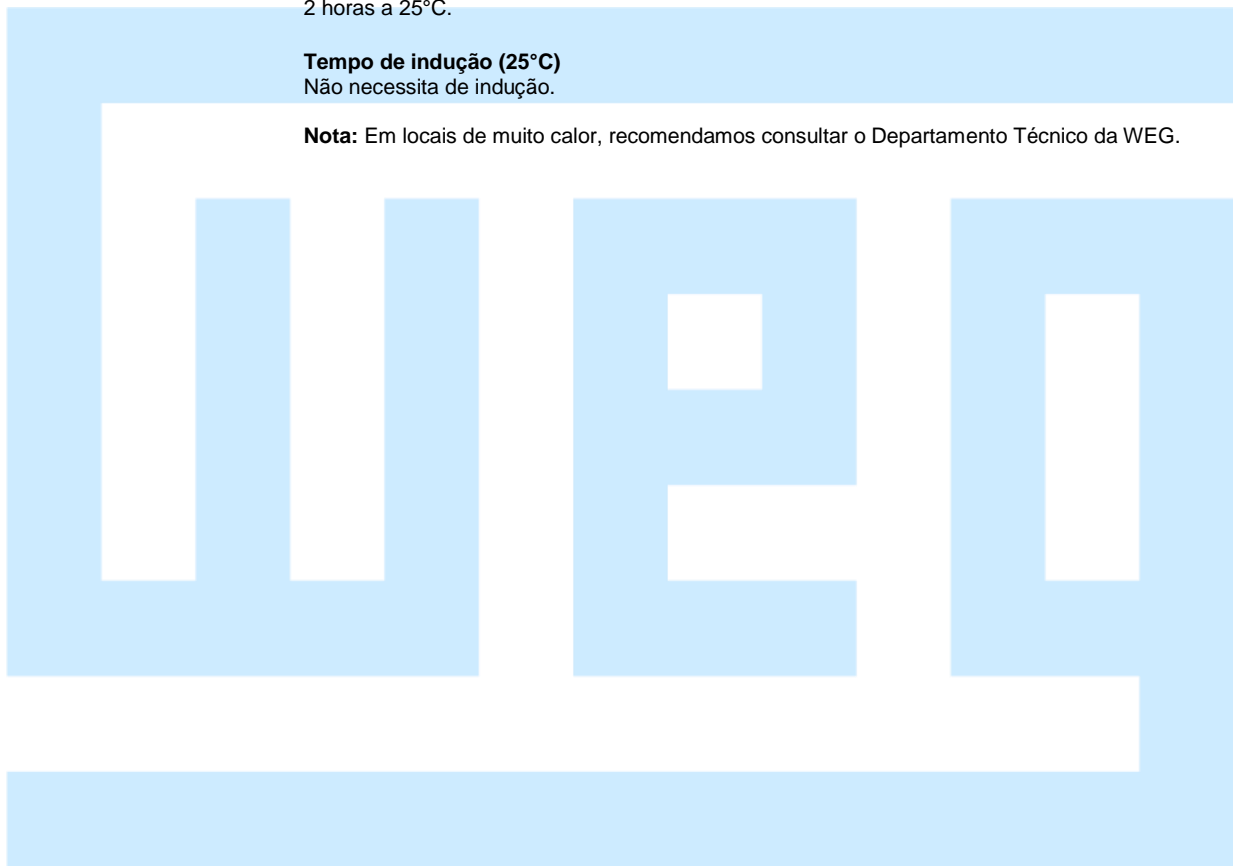 2 horas a 25°C.
Tempo de indução (25°C)
Não necessita de indução.
Nota: Em locais de muito calor, recomendamos consultar o Departamento Técnico da WEG.
weg